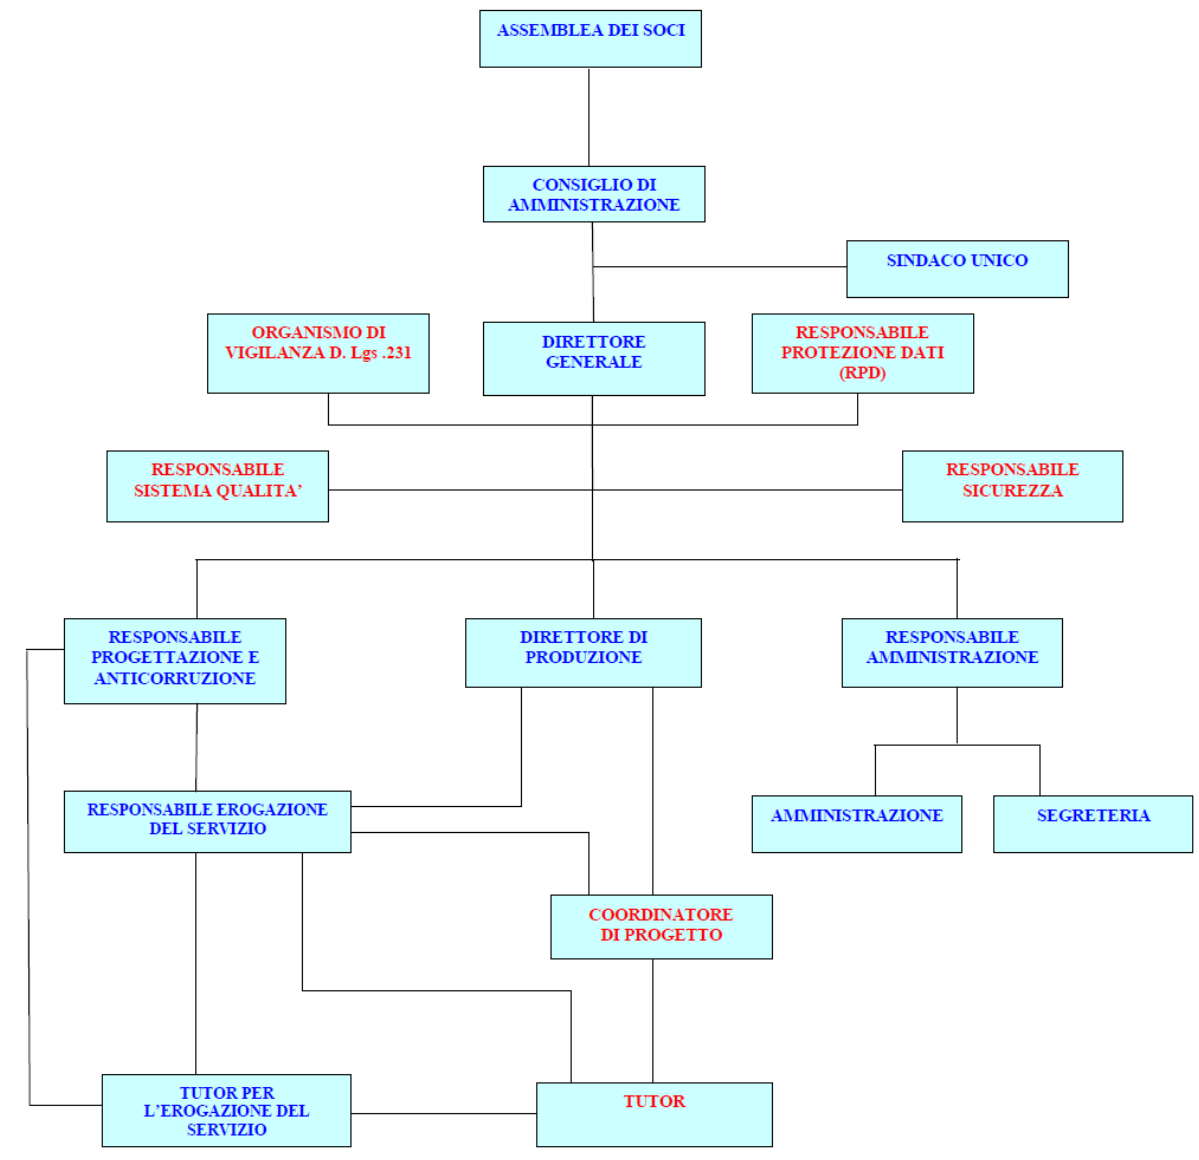 ASSEMBLEA DEI SOCI
CONSIGLIO DI
AMMINISTRAZIONE
SINDACO UNICO
ORGANISMO DI
VIGILANZA D. Lgs .231
DIRETTORE
GENERALE
RESPONSABILE
PROTEZIONE DATI
(RPD)
RESPONSABILE
SISTEMA QUALITA’
RESPONSABILE
SICUREZZA
RESPONSABILE
PROGETTAZIONE E
ANTICORRUZIONE
DIRETTORE DI
PRODUZIONE
RESPONSABILE
AMMINISTRAZIONE
RESPONSABILE EROGAZIONE
DEL SERVIZIO
AMMINISTRAZIONE
SEGRETERIA
COORDINATORE
DI PROGETTO
TUTOR PER
L’EROGAZIONE DEL
SERVIZIO
TUTOR